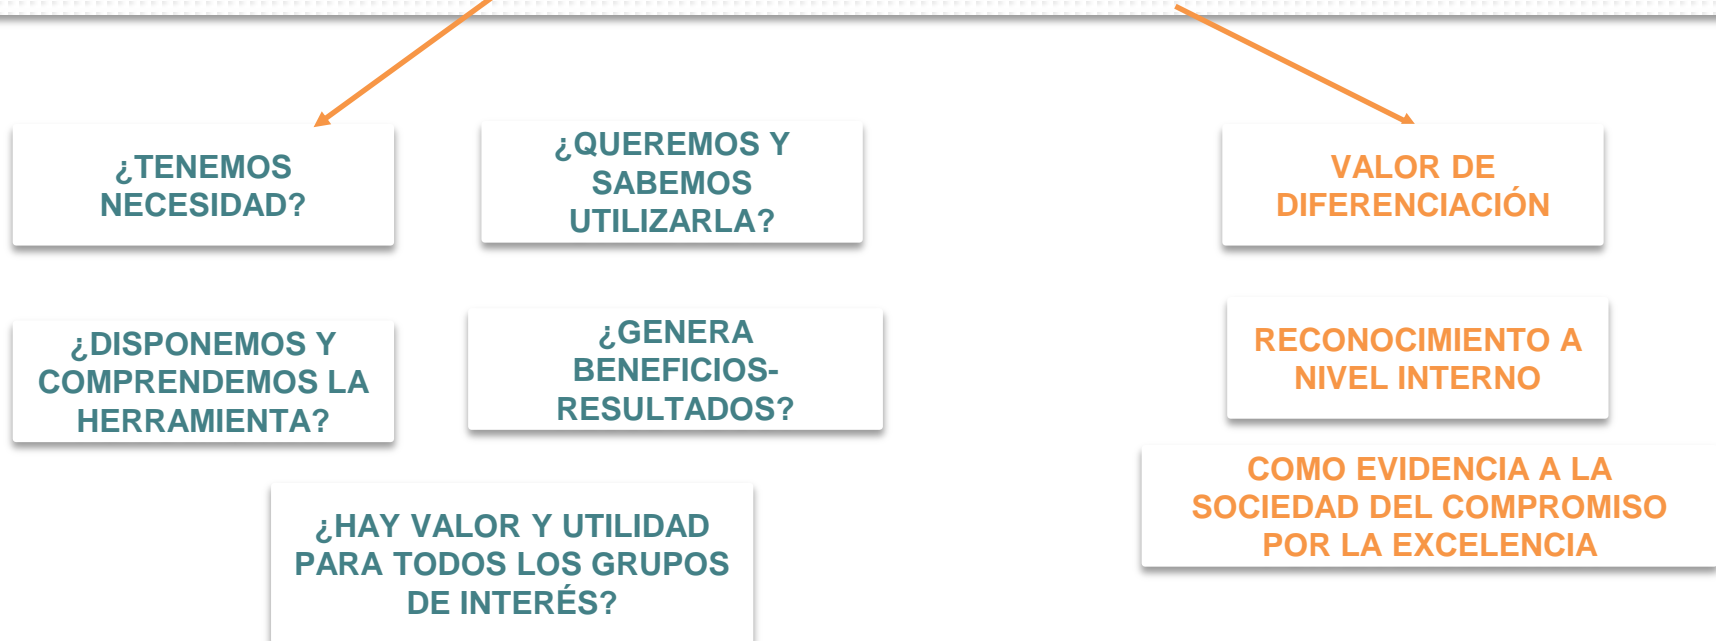 ¿TENEMOS
NECESIDAD?
¿QUEREMOS Y
SABEMOS
UTILIZARLA?
¿DISPONEMOS Y
COMPRENDEMOS LA
HERRAMIENTA?
¿GENERA
BENEFICIOS-
RESULTADOS?
¿HAY VALOR Y UTILIDAD
PARA TODOS LOS GRUPOS
DE INTERÉS?
VALOR DE
DIFERENCIACIÓN
RECONOCIMIENTO A
NIVEL INTERNO
COMO EVIDENCIA A LA
SOCIEDAD DEL COMPROMISO
POR LA EXCELENCIA